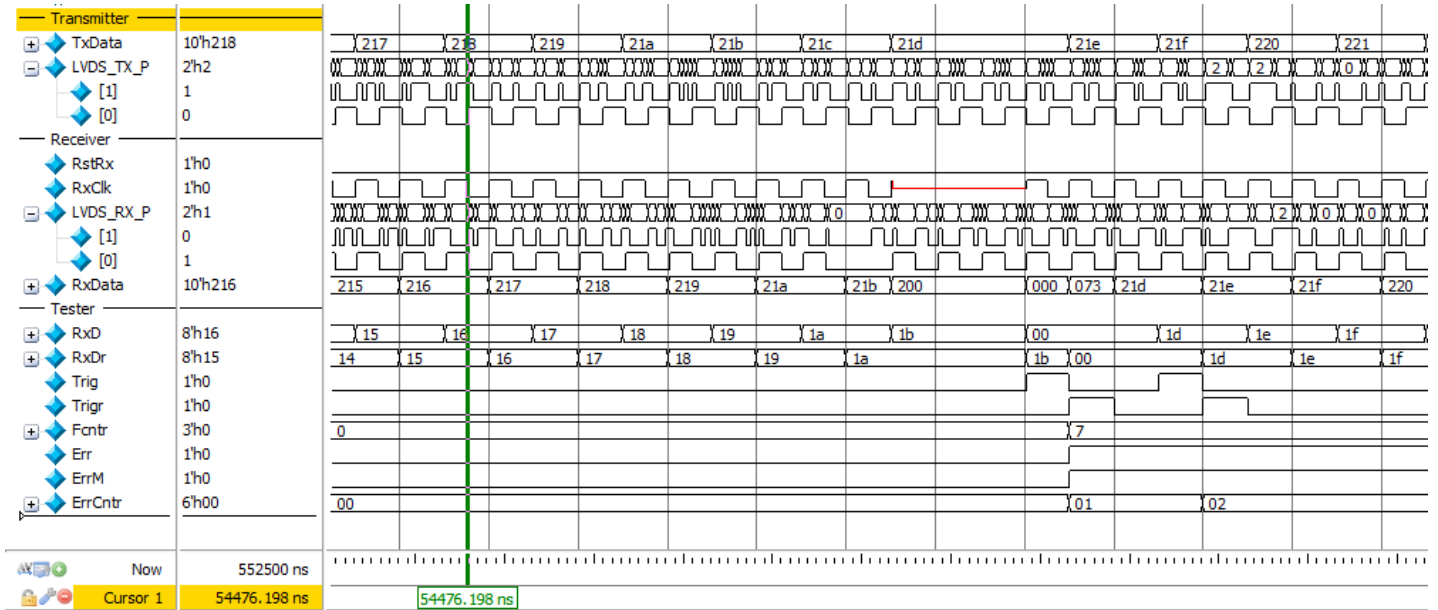 Transmitter
TxData 10'h218 217 218 219 21a 21b 21c 21d 21e 21f 220 221
LVDS_TX_P 2'h2 2 2 0
[1] 1
[0] 0
Receiver
RstRx 1'h0
RxClk 1'h0
LVDS_RX_P 2'h1 0 2 0 0
[1] 0
[0] 1
RxData 10'h216 215 216 217 218 219 21a 21b 200 000 073 21d 21e 21f 220
Tester
RxD 8'h16 15 16 17 18 19 1a 1b 00 1d 1e 1f
RxDr 8'h15 14 15 16 17 18 19 1a 1b 00 1d 1e 1f
Trig 1'h0
Trigr 1'h0
Fcntr 3'h0 0 7
Err 1'h0
ErrM 1'h0
ErrCntr 6'h00 00 01 02
Now 552500 ns
Cursor 1 54476.198 ns 54476.198 ns